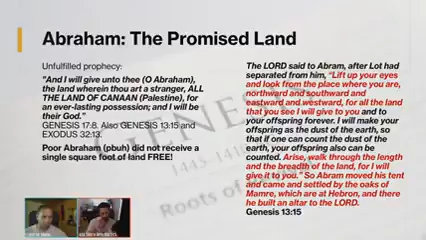 Abraham: The Promised Land
Unfulfilled prophecy:
"And I will give unto thee (O Abraham),
the land wherein thou art a stranger, ALL
THE LAND OF CANAAN (Palestine), for
an ever-lasting possession; and I will be
their God."
GENESIS 17:8. Also GENESIS 13:15 and
EXODUS 32:13.
Poor Abraham (pbuh) did not receive a
single square foot of land FREE!
The LORD said to Abram, after Lot had
separated from him, "Lift up your eyes
and look from the place where you are,
northward and southward and
eastward and westward, for all the land
that you see I will give to you and to
your offspring forever. I will make your
offspring as the dust of the earth, so
that if one can count the dust of the
earth, your offspring also can be
counted. Arise, walk through the length
and the breadth of the land, for I will
give it to you." So Abram moved his tent
and came and settled by the oaks of
Mamre, which are at Hebron, and there
he built an altar to the LORD.
Genesis 13:15
GENESIS
Roots of